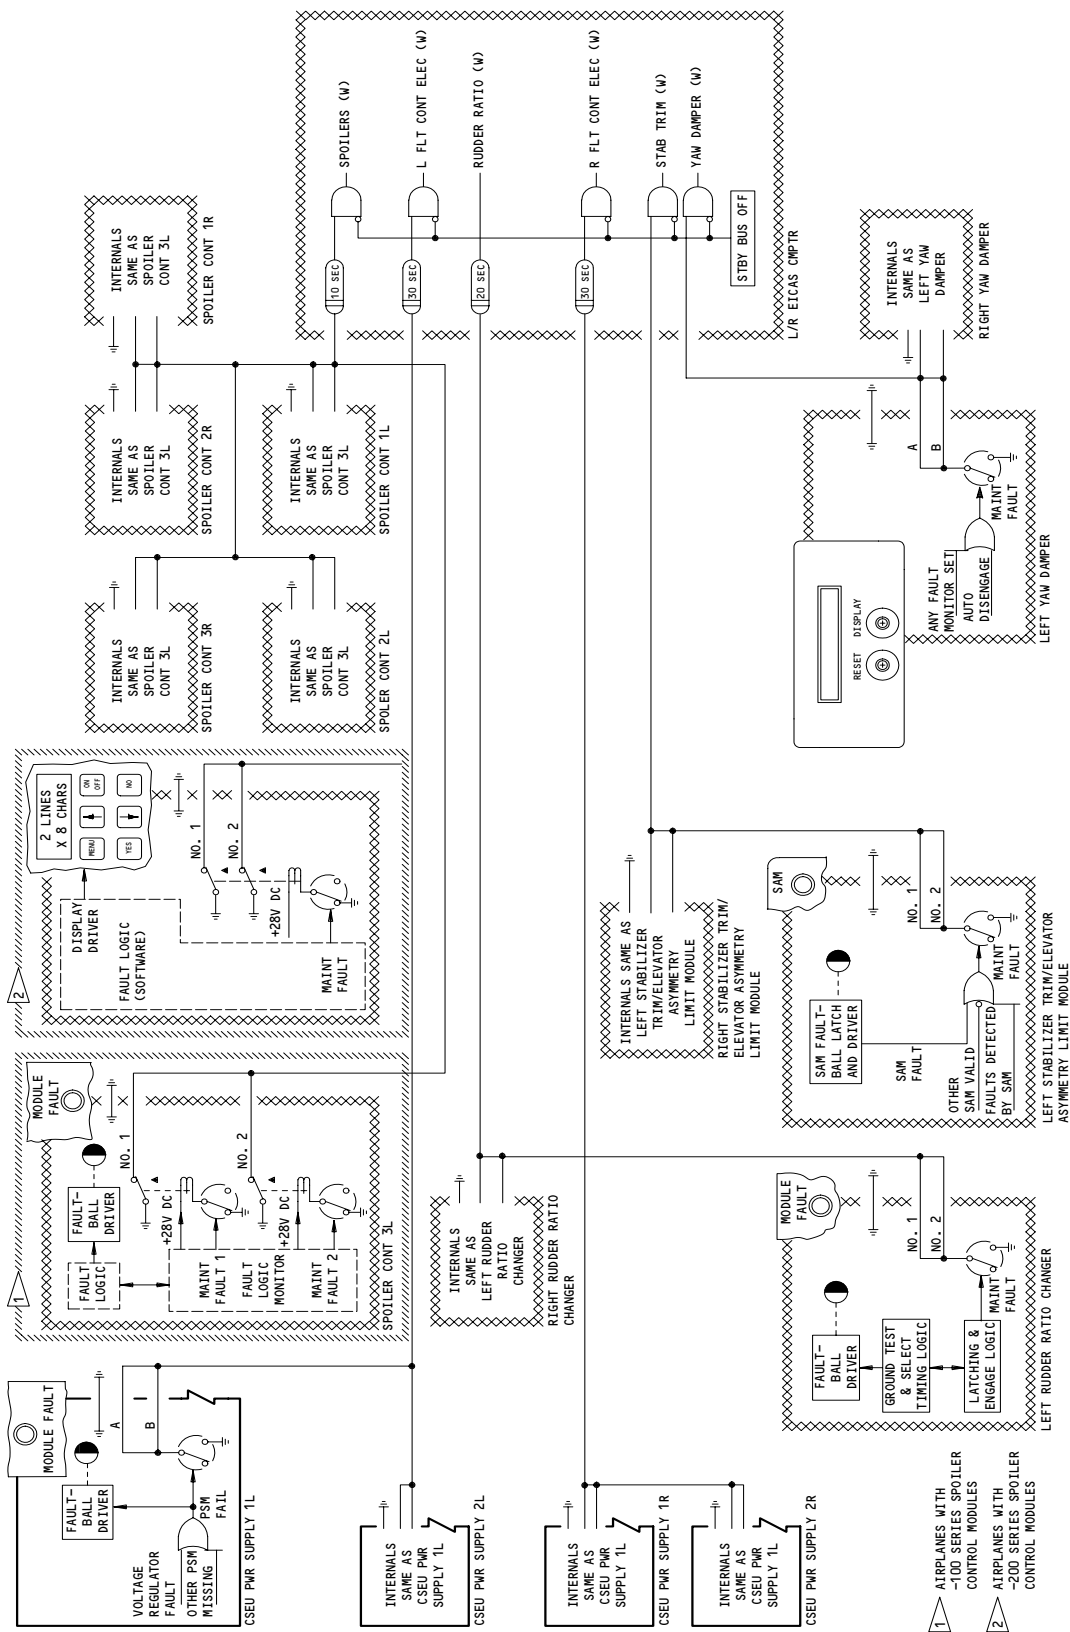 MODULE FAULT
FAULT-
BALL
DRIVER
A
B
PSM
FAIL
VOLTAGE
REGULATOR
FAULT
OTHER PSM
MISSING
CSEU PWR SUPPLY 1L
INTERNALS
SAME AS
CSEU PWR
SUPPLY 1L
CSEU PWR SUPPLY 2L
INTERNALS
SAME AS
CSEU PWR
SUPPLY 1L
CSEU PWR SUPPLY 1R
INTERNALS
SAME AS
CSEU PWR
SUPPLY 1L
CSEU PWR SUPPLY 2R
1
AIRPLANES WITH
-100 SERIES SPOILER
CONTROL MODULES
2
AIRPLANES WITH
-200 SERIES SPOILER
CONTROL MODULES
1
MODULE
FAULT
FAULT
LOGIC
FAULT-
BALL
DRIVER
NO. 1
+28V DC
NO. 2
+28V DC
MAINT
FAULT 1
FAULT
LOGIC
MONITOR
MAINT
FAULT 2
SPOILER CONT 3L
2
2 LINES
X 8 CHARS
MENU
ON
OFF
YES
NO
DISPLAY
DRIVER
FAULT LOGIC
(SOFTWARE)
NO. 1
NO. 2
+28V DC
MAINT
FAULT
INTERNALS
SAME AS
SPOILER
CONT 3L
SPOILER CONT 3R
INTERNALS
SAME AS
SPOILER
CONT 3L
SPOLER CONT 2L
INTERNALS
SAME AS
SPOILER
CONT 3L
SPOILER CONT 2R
INTERNALS
SAME AS
SPOILER
CONT 3L
SPOILER CONT 1L
INTERNALS
SAME AS
SPOILER
CONT 3L
SPOILER CONT 1R
10 SEC
SPOILERS (W)
30 SEC
L FLT CONT ELEC (W)
20 SEC
RUDDER RATIO (W)
30 SEC
R FLT CONT ELEC (W)
STAB TRIM (W)
YAW DAMPER (W)
STBY BUS OFF
L/R EICAS CMPTR
INTERNALS
SAME AS
LEFT RUDDER
RATIO
CHANGER
RIGHT RUDDER RATIO
CHANGER
MODULE
FAULT
FAULT-
BALL
DRIVER
GROUND TEST
& SELECT
TIMING LOGIC
LATCHING &
ENGAGE LOGIC
NO. 1
NO. 2
MAINT
FAULT
LEFT RUDDER RATIO CHANGER
INTERNALS SAME AS
LEFT STABILIZER
TRIM/ELEVATOR
ASYMMETRY
LIMIT MODULE
RIGHT STABILIZER TRIM/
ELEVATOR ASYMMETRY
LIMIT MODULE
SAM
SAM FAULT-
BALL LATCH
AND DRIVER
SAM
FAULT
NO. 1
NO. 2
MAINT
FAULT
OTHER
SAM VALID
FAULTS DETECTED
BY SAM
LEFT STABILIZER TRIM/ELEVATOR
ASYMMETRY LIMIT MODULE
RESET
DISPLAY
A
B
MAINT
FAULT
ANY FAULT
MONITOR SET
AUTO
DISENGAGE
LEFT YAW DAMPER
INTERNALS
SAME AS
LEFT YAW
DAMPER
RIGHT YAW DAMPER